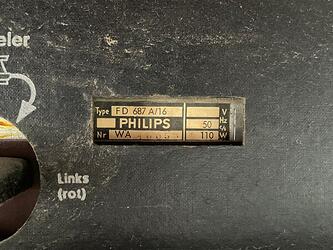 eler
Type FD 687 A/16 V
PHILIPS 50 Hz
Nr WA 110 W
Links
(rot)